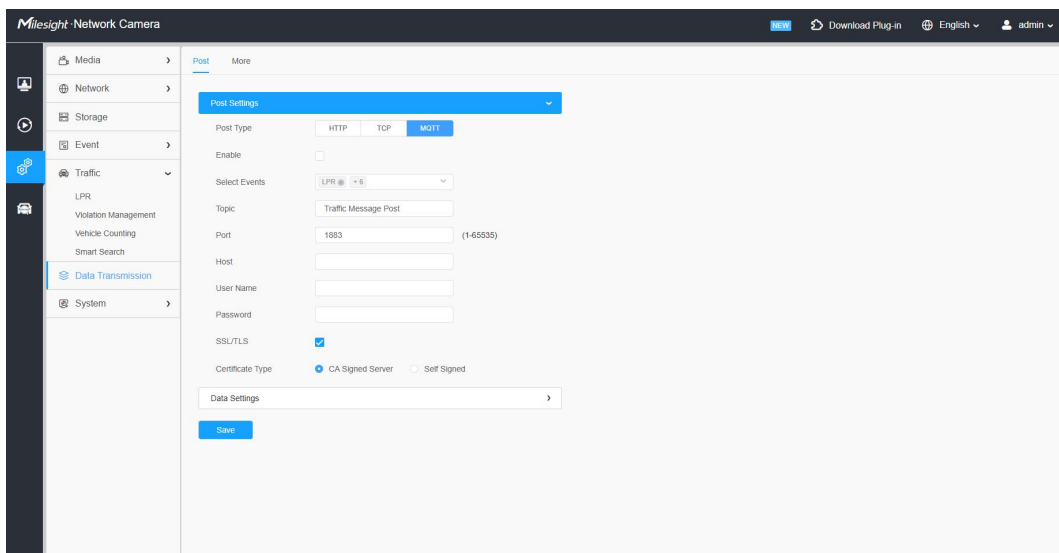 Milesight · Network Camera NEW Download Plug-in English admin
Media
Network
Storage
Event
Traffic
LPR
Violation Management
Vehicle Counting
Smart Search
Data Transmission
System
Post More
Post Settings
Post Type HTTP TCP MQTT
Enable
Select Events LPR + 6
Topic Traffic Message Post
Port 1883 (1-65535)
Host
User Name
Password
SSL/TLS
Certificate Type CA Signed Server Self Signed
Data Settings
Save